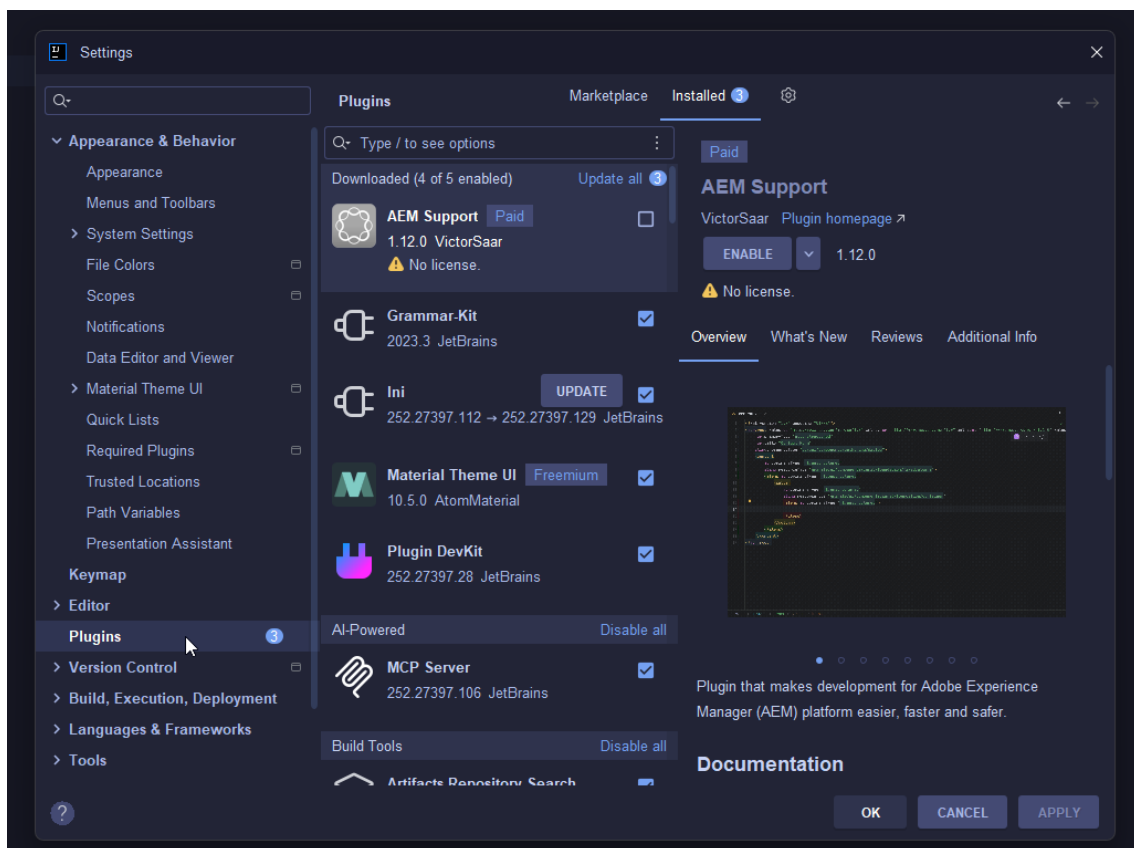 Settings
Appearance & Behavior
Appearance
Menus and Toolbars
System Settings
File Colors
Scopes
Notifications
Data Editor and Viewer
Material Theme UI
Quick Lists
Required Plugins
Trusted Locations
Path Variables
Presentation Assistant
Keymap
Editor
Plugins 3
Version Control
Build, Execution, Deployment
Languages & Frameworks
Tools
?
Plugins Marketplace Installed 3
Type / to see options
Downloaded (4 of 5 enabled) Update all 3
AEM Support Paid
1.12.0 VictorSaar
No license.
Grammar-Kit
2023.3 JetBrains
Ini UPDATE
252.27397.112 → 252.27397.129 JetBrains
Material Theme UI Freemium
10.5.0 AtomMaterial
Plugin DevKit
252.27397.28 JetBrains
AI-Powered Disable all
MCP Server
252.27397.106 JetBrains
Build Tools Disable all
Artifacts Repository Search
Paid
AEM Support
VictorSaar Plugin homepage ↗
ENABLE 1.12.0
No license.
Overview What's New Reviews Additional Info
Plugin that makes development for Adobe Experience
Manager (AEM) platform easier, faster and safer.
Documentation
OK CANCEL APPLY